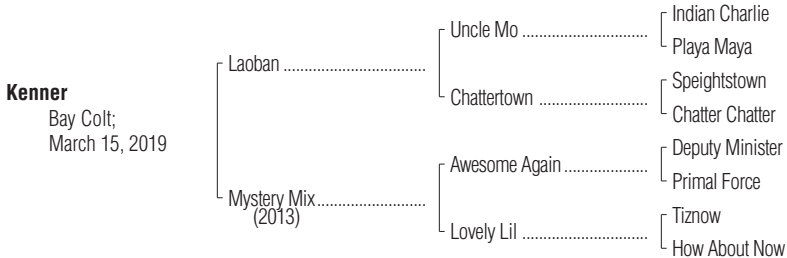 Kenner
Bay Colt;
March 15, 2019
Laoban
Mystery Mix
(2013)
Uncle Mo
Chattertown
Awesome Again
Lovely Lil
Indian Charlie
Playa Maya
Speightstown
Chatter Chatter
Deputy Minister
Primal Force
Tiznow
How About Now